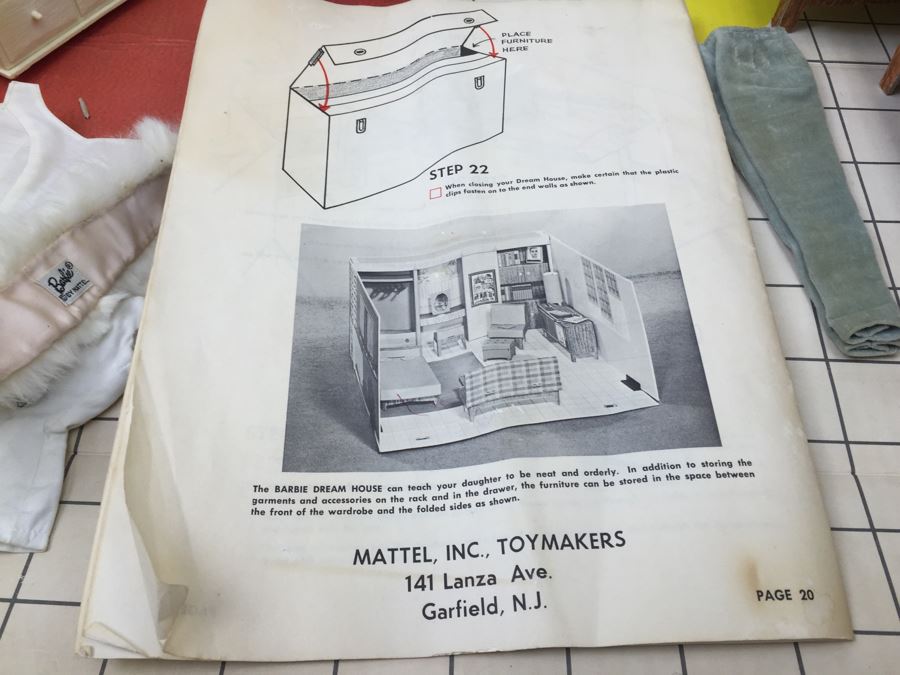 PLACE
FURNITURE
HERE
STEP 22
When closing your Dream House, make certain that the plastic
clips fasten on to the end walls as shown.
Barbie®
BY MATTEL
The BARBIE DREAM HOUSE can teach your daughter to be neat and orderly. In addition to storing the
garments and accessories on the rack and in the drawer, the furniture can be stored in the space between
the front of the wardrobe and the folded sides as shown.
MATTEL, INC., TOYMAKERS
141 Lanza Ave.
Garfield, N.J.
PAGE 20